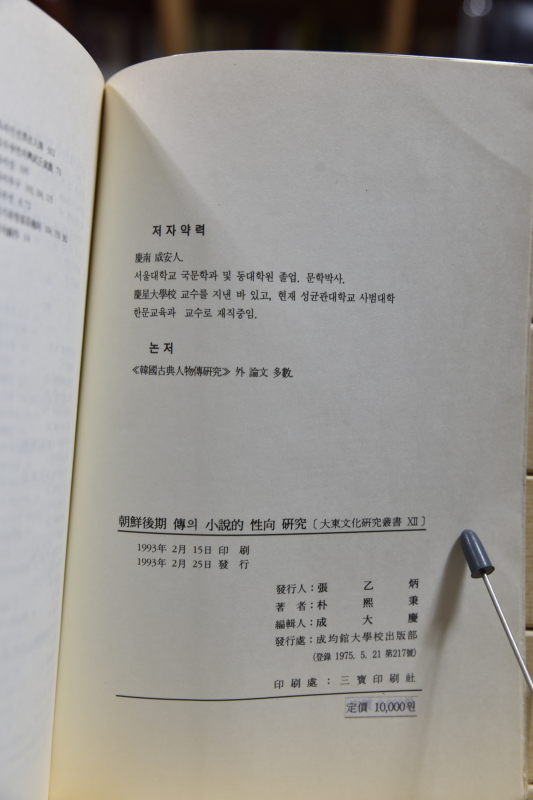 저자약력
慶南 咸安人.
서울대학교 국문학과 및 동대학원 졸업. 문학박사.
慶星大學校 교수를 지낸 바 있고, 현재 성균관대학교 사범대학
한문교육과 교수로 재직중임.
논저
≪韓國古典人物傳硏究≫ 外 論文 多數.
朝鮮後期 傳의 小說的 性向 硏究 〔大東文化硏究叢書 XII〕
1993年 2月 15日 印 刷
1993年 2月 25日 發 行
發行人 : 張 乙 炳
著 者 : 朴 熙 秉
編輯人 : 成 大 慶
發行處 : 成均館大學校出版部
(登錄 1975. 5. 21 第217號)
印 刷 處 : 三 寶 印 刷 社
定價 10,000원